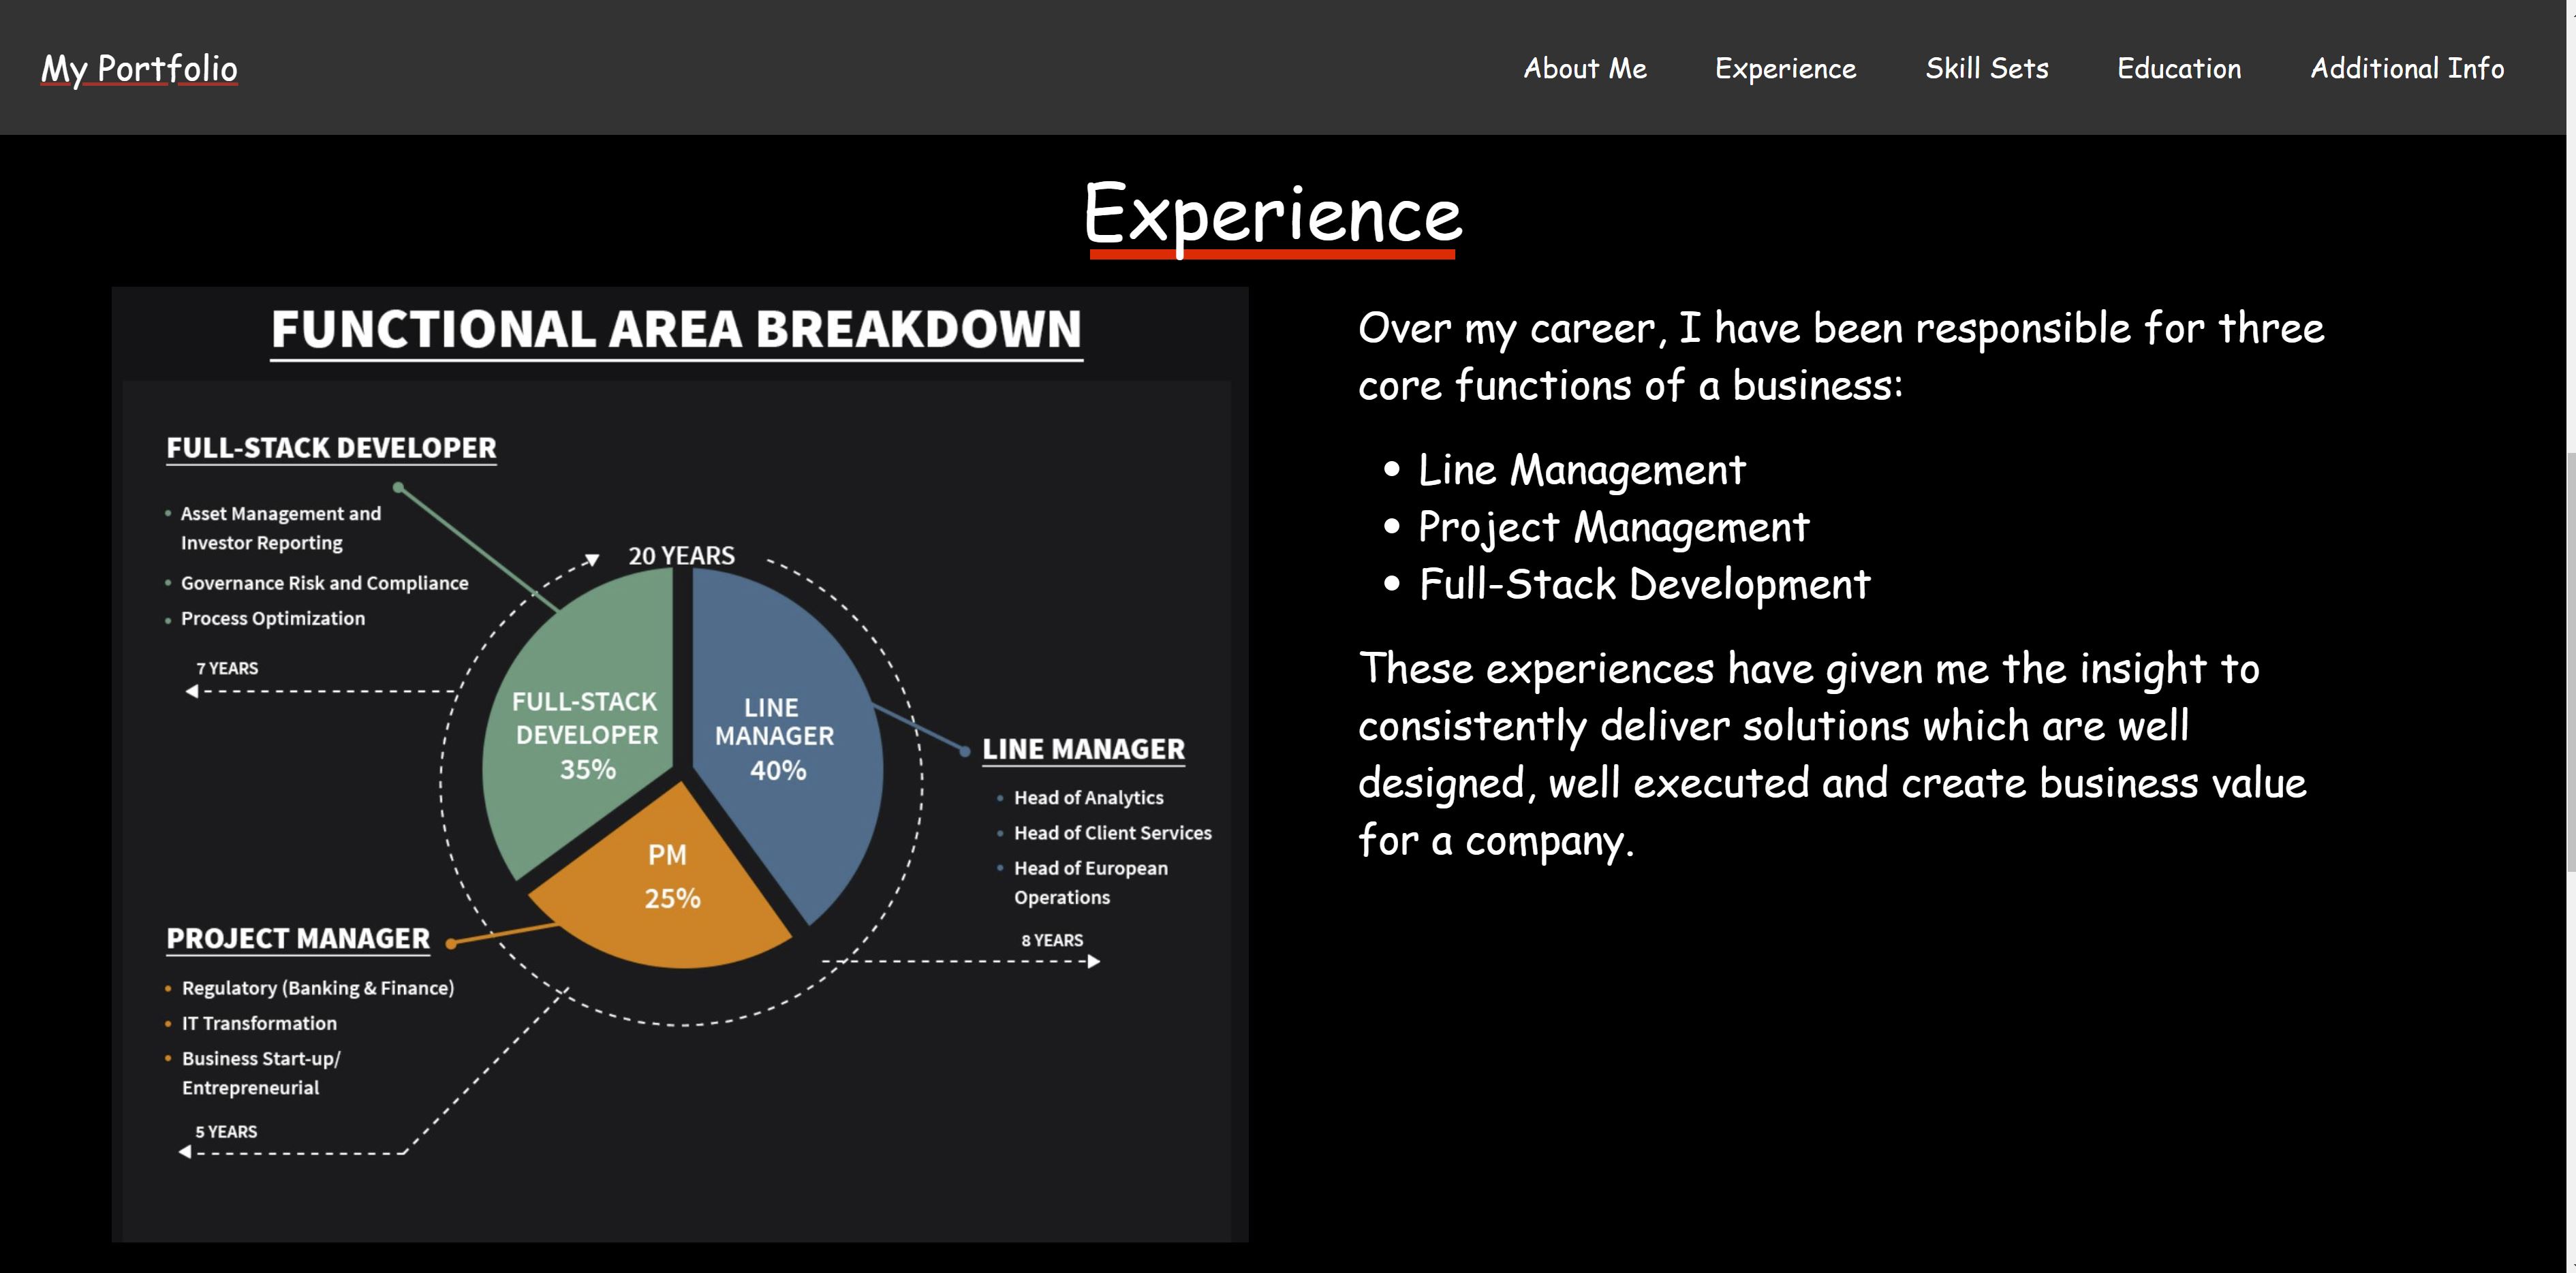 My Portfolio
About Me
Experience
Skill Sets
Education
Additional Info
Experience
FUNCTIONAL AREA BREAKDOWN
FULL-STACK DEVELOPER
• Asset Management and
Investor Reporting
• Governance Risk and Compliance
• Process Optimization
7 YEARS
20 YEARS
FULL-STACK
DEVELOPER
35%
LINE
MANAGER
40%
PM
25%
LINE MANAGER
• Head of Analytics
• Head of Client Services
• Head of European
Operations
8 YEARS
PROJECT MANAGER
• Regulatory (Banking & Finance)
• IT Transformation
• Business Start-up/
Entrepreneurial
5 YEARS
Over my career, I have been responsible for three
core functions of a business:
• Line Management
• Project Management
• Full-Stack Development
These experiences have given me the insight to
consistently deliver solutions which are well
designed, well executed and create business value
for a company.